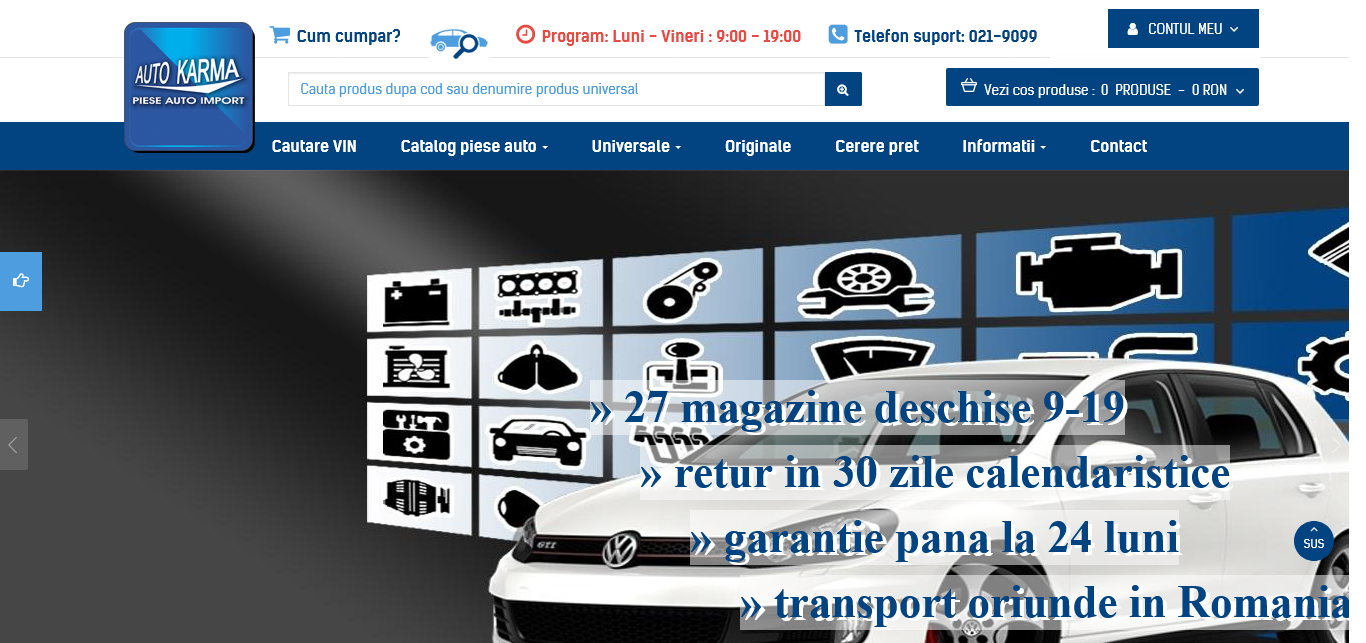 Cum cumpar?
Program: Luni - Vineri : 9:00 - 19:00
Telefon suport: 021-9099
CONTUL MEU
AUTO KARMA
PIESE AUTO IMPORT
Cauta produs dupa cod sau denumire produs universal
Vezi cos produse : 0 PRODUSE - 0 RON
Cautare VIN
Catalog piese auto
Universale
Originale
Cerere pret
Informatii
Contact
» 27 magazine deschise 9-19
» retur in 30 zile calendaristice
» garantie pana la 24 luni
» transport oriunde in Romania
GTI
SUS